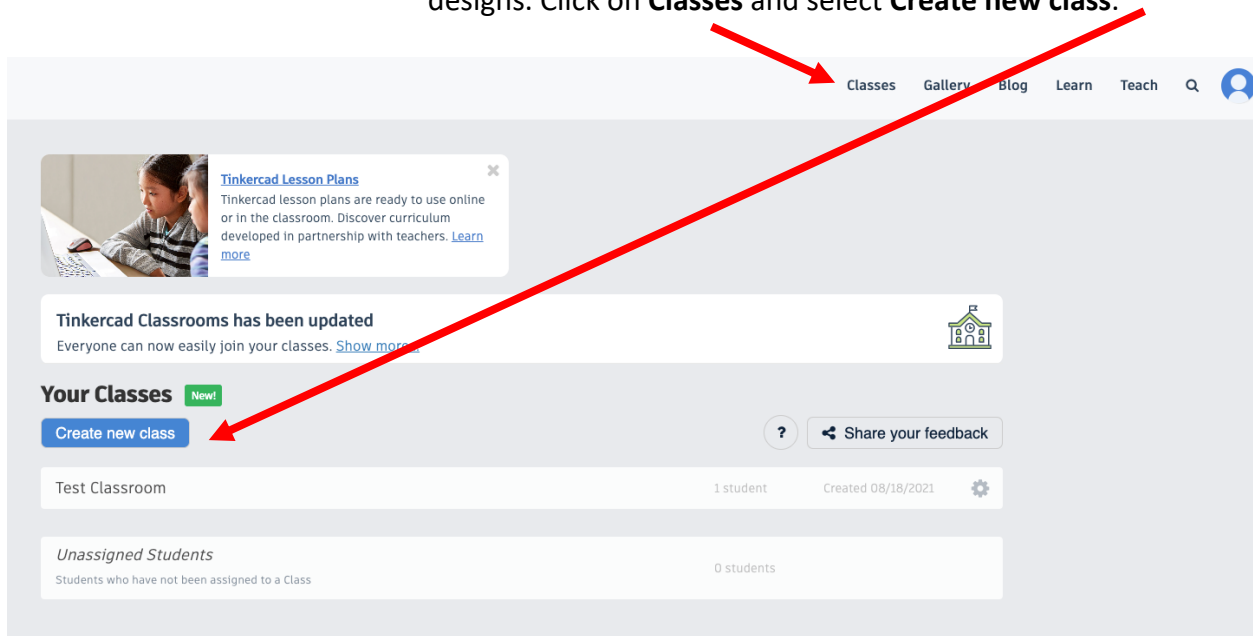 designs. Click on Classes and select Create new class.
Classes Gallery Blog Learn Teach
Tinkercad Lesson Plans
Tinkercad lesson plans are ready to use online
or in the classroom. Discover curriculum
developed in partnership with teachers. Learn
more
Tinkercad Classrooms has been updated
Everyone can now easily join your classes. Show more...
Your Classes New!
Create new class ? Share your feedback
Test Classroom 1 student Created 08/18/2021
Unassigned Students
Students who have not been assigned to a Class 0 students